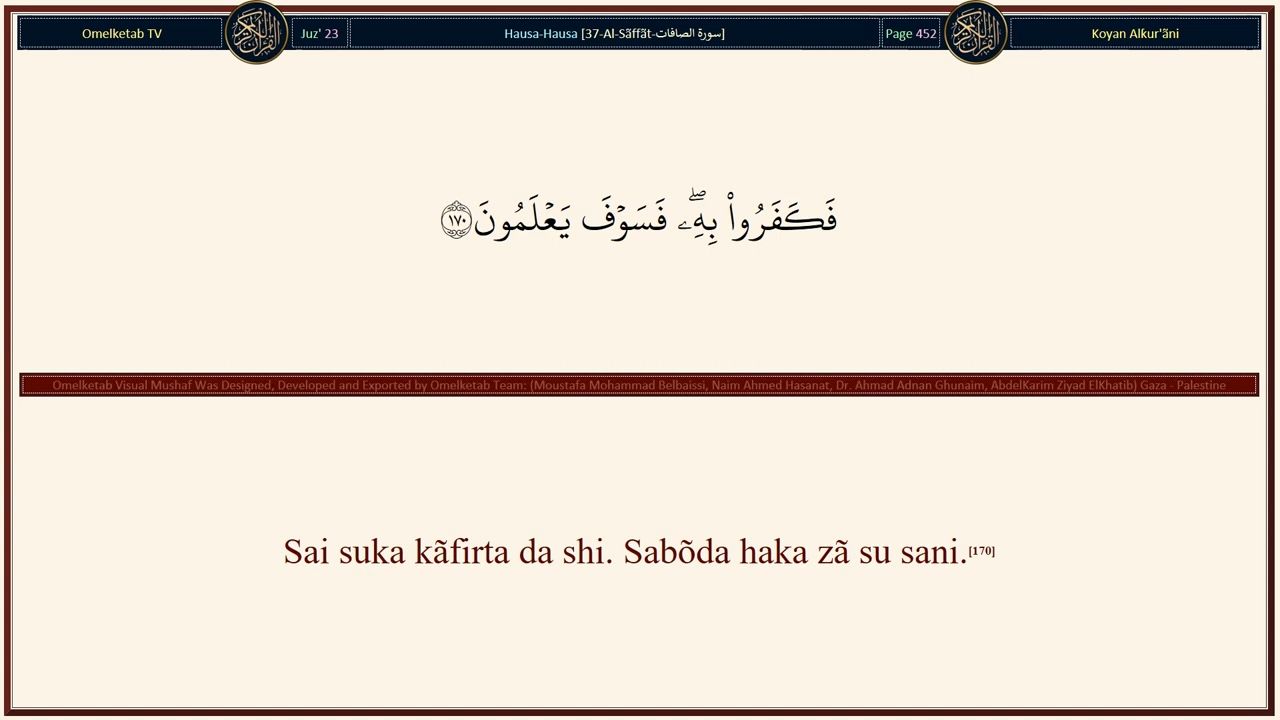 Omelketab TV
Juz' 23
Hausa-Hausa [37-Al-Sãffãt-سورة الصافات]
Page 452
Koyan Alƙur'ãni
فَكَفَرُوا۟ بِهِۦۖ فَسَوْفَ يَعْلَمُونَ ١٧٠
Omelketab Visual Mushaf Was Designed, Developed and Exported by Omelketab Team: (Moustafa Mohammad Belbaissi, Naim Ahmed Hasanat, Dr. Ahmad Adnan Ghunaim, AbdelKarim Ziyad ElKhatib) Gaza - Palestine
Sai suka kãfirta da shi. Sabõda haka zã su sani.[170]